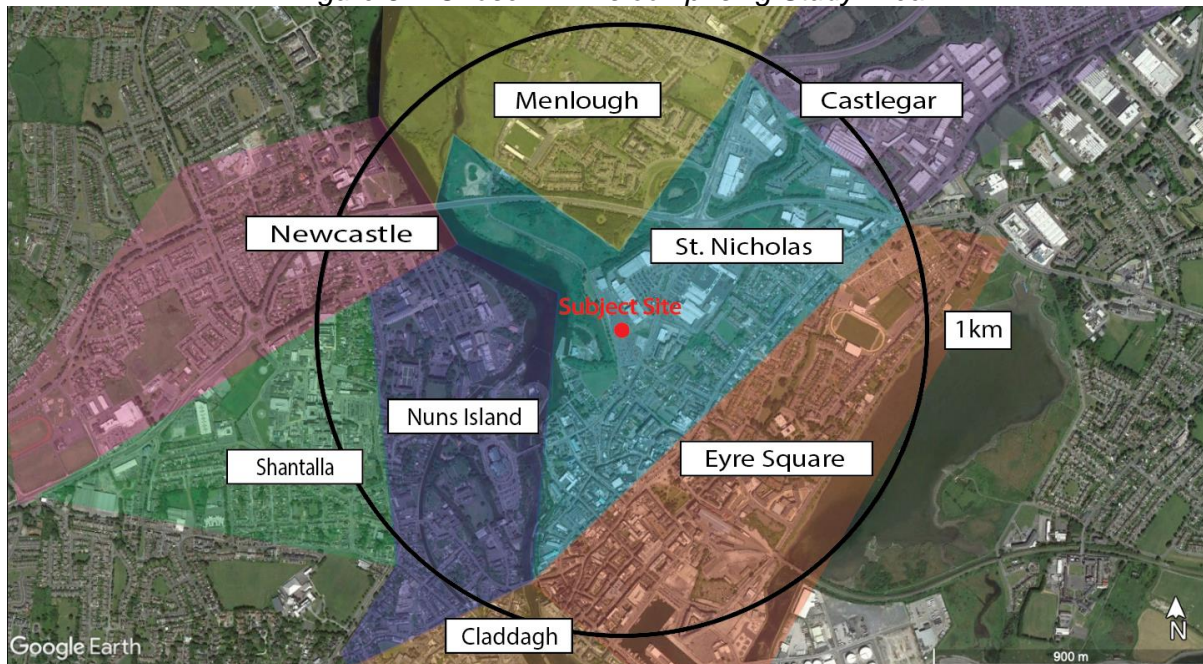 Menlough
Castlegar
Newcastle
St. Nicholas
Subject Site
1km
Nuns Island
Eyre Square
Shantalla
Claddagh
N
Google Earth
900 m